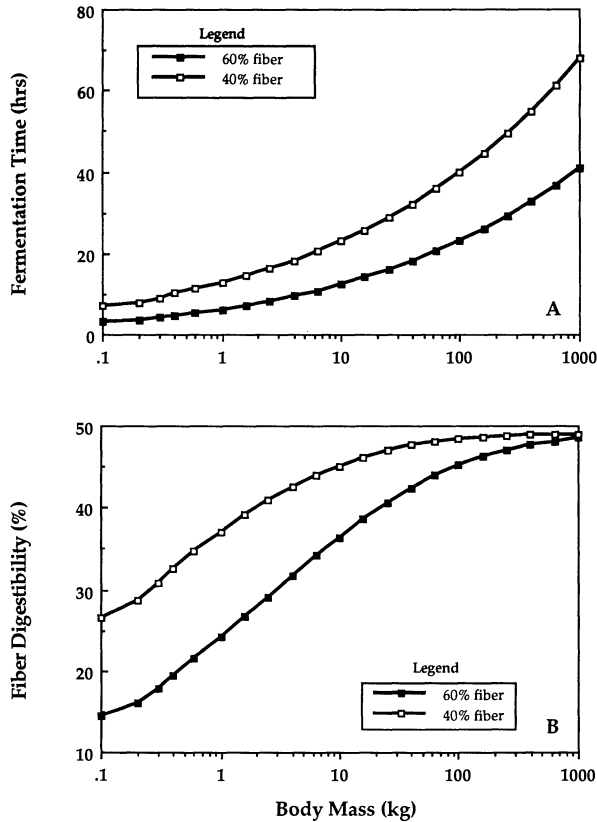 80
60
40
20
0
Fermentation Time (hrs)
Legend
60% fiber
40% fiber
A
.1 1 10 100 1000
50
40
30
20
10
Fiber Digestibility (%)
Legend
60% fiber
40% fiber
B
.1 1 10 100 1000
Body Mass (kg)